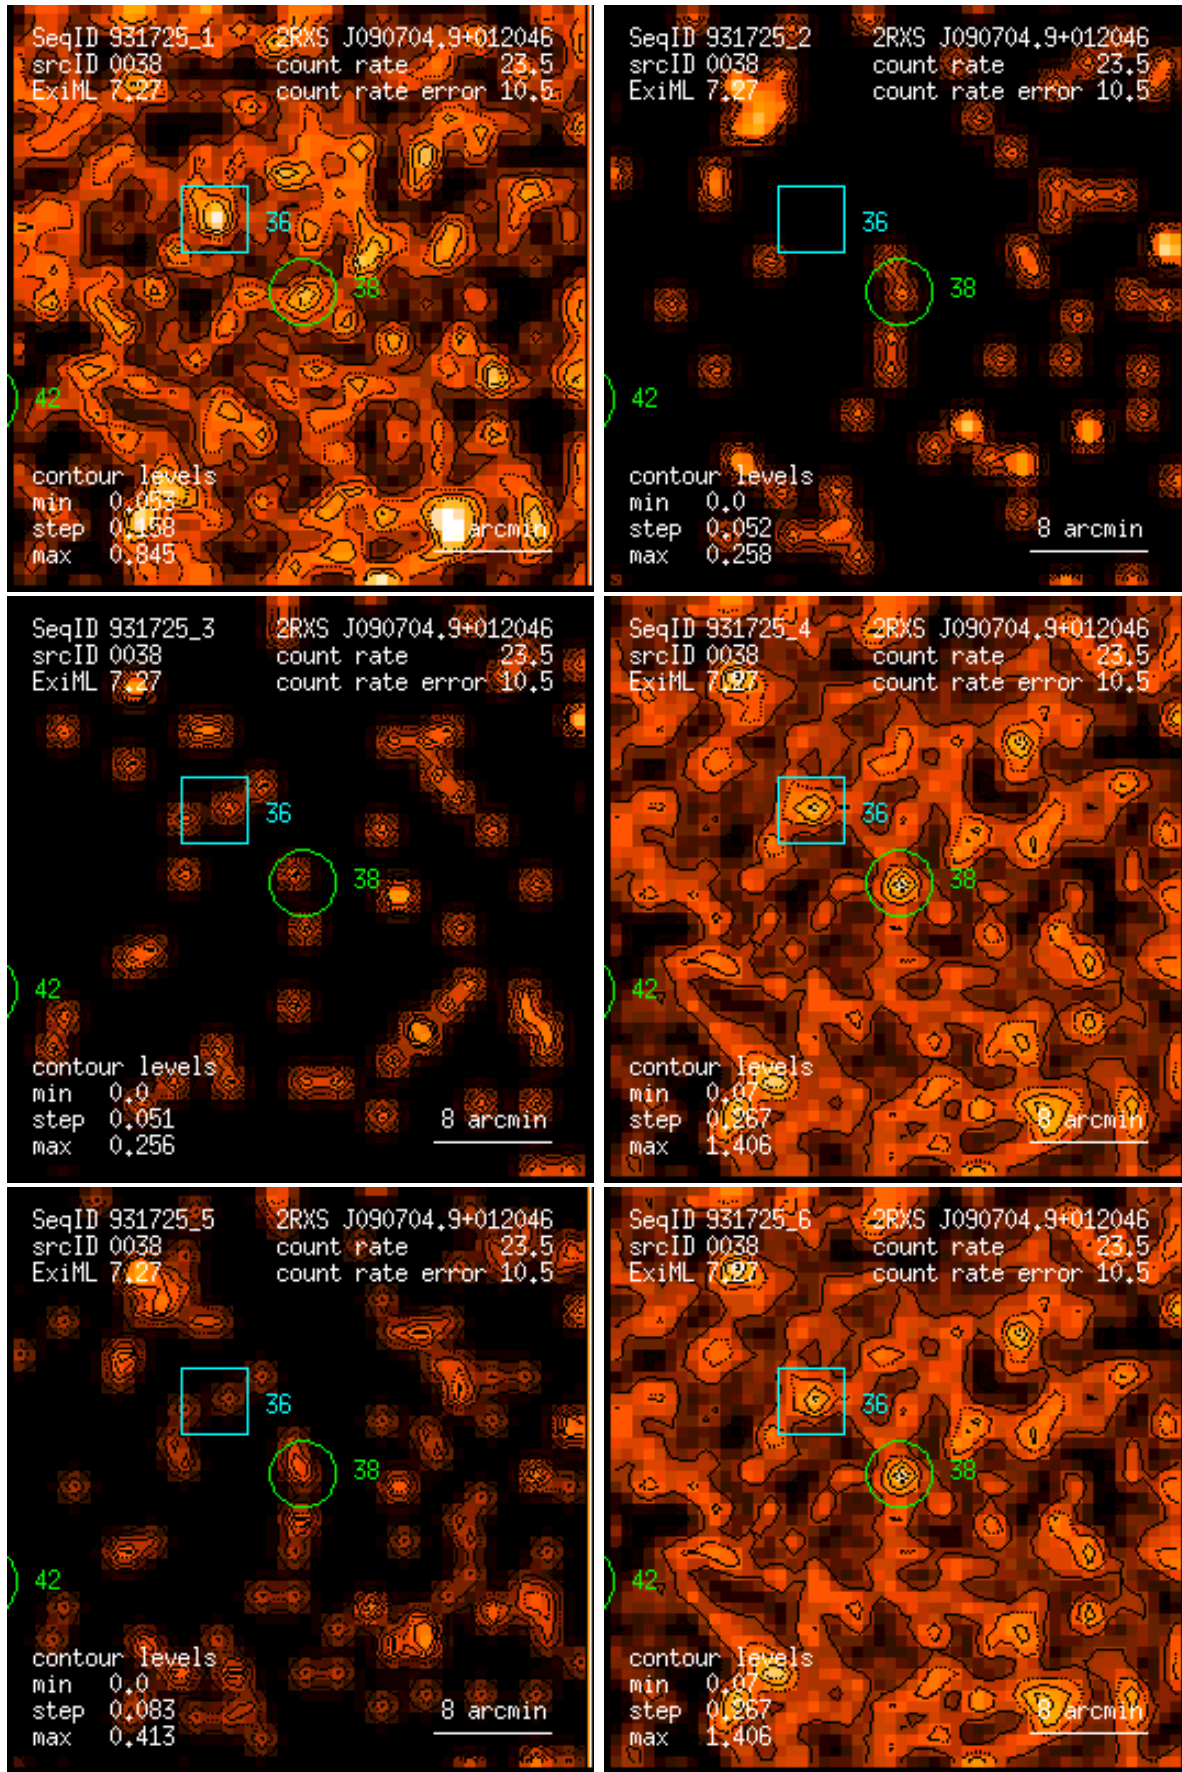 SeqID 931725_1 2RXS J090704.9+012046
srcID 0038 count rate 23.5
ExiML 7.27 count rate error 10.5
36
38
42
contour levels
min 0.053
step 0.158
max 0.845
8 arcmin
SeqID 931725_2 2RXS J090704.9+012046
srcID 0038 count rate 23.5
ExiML 7.27 count rate error 10.5
36
38
42
contour levels
min 0.0
step 0.052
max 0.258
8 arcmin
SeqID 931725_3 2RXS J090704.9+012046
srcID 0038 count rate 23.5
ExiML 7.27 count rate error 10.5
36
38
42
contour levels
min 0.0
step 0.051
max 0.256
8 arcmin
SeqID 931725_4 2RXS J090704.9+012046
srcID 0038 count rate 23.5
ExiML 7.27 count rate error 10.5
36
38
42
contour levels
min 0.07
step 0.267
max 1.406
8 arcmin
SeqID 931725_5 2RXS J090704.9+012046
srcID 0038 count rate 23.5
ExiML 7.27 count rate error 10.5
36
38
42
contour levels
min 0.0
step 0.083
max 0.413
8 arcmin
SeqID 931725_6 2RXS J090704.9+012046
srcID 0038 count rate 23.5
ExiML 7.27 count rate error 10.5
36
38
42
contour levels
min 0.07
step 0.267
max 1.406
8 arcmin